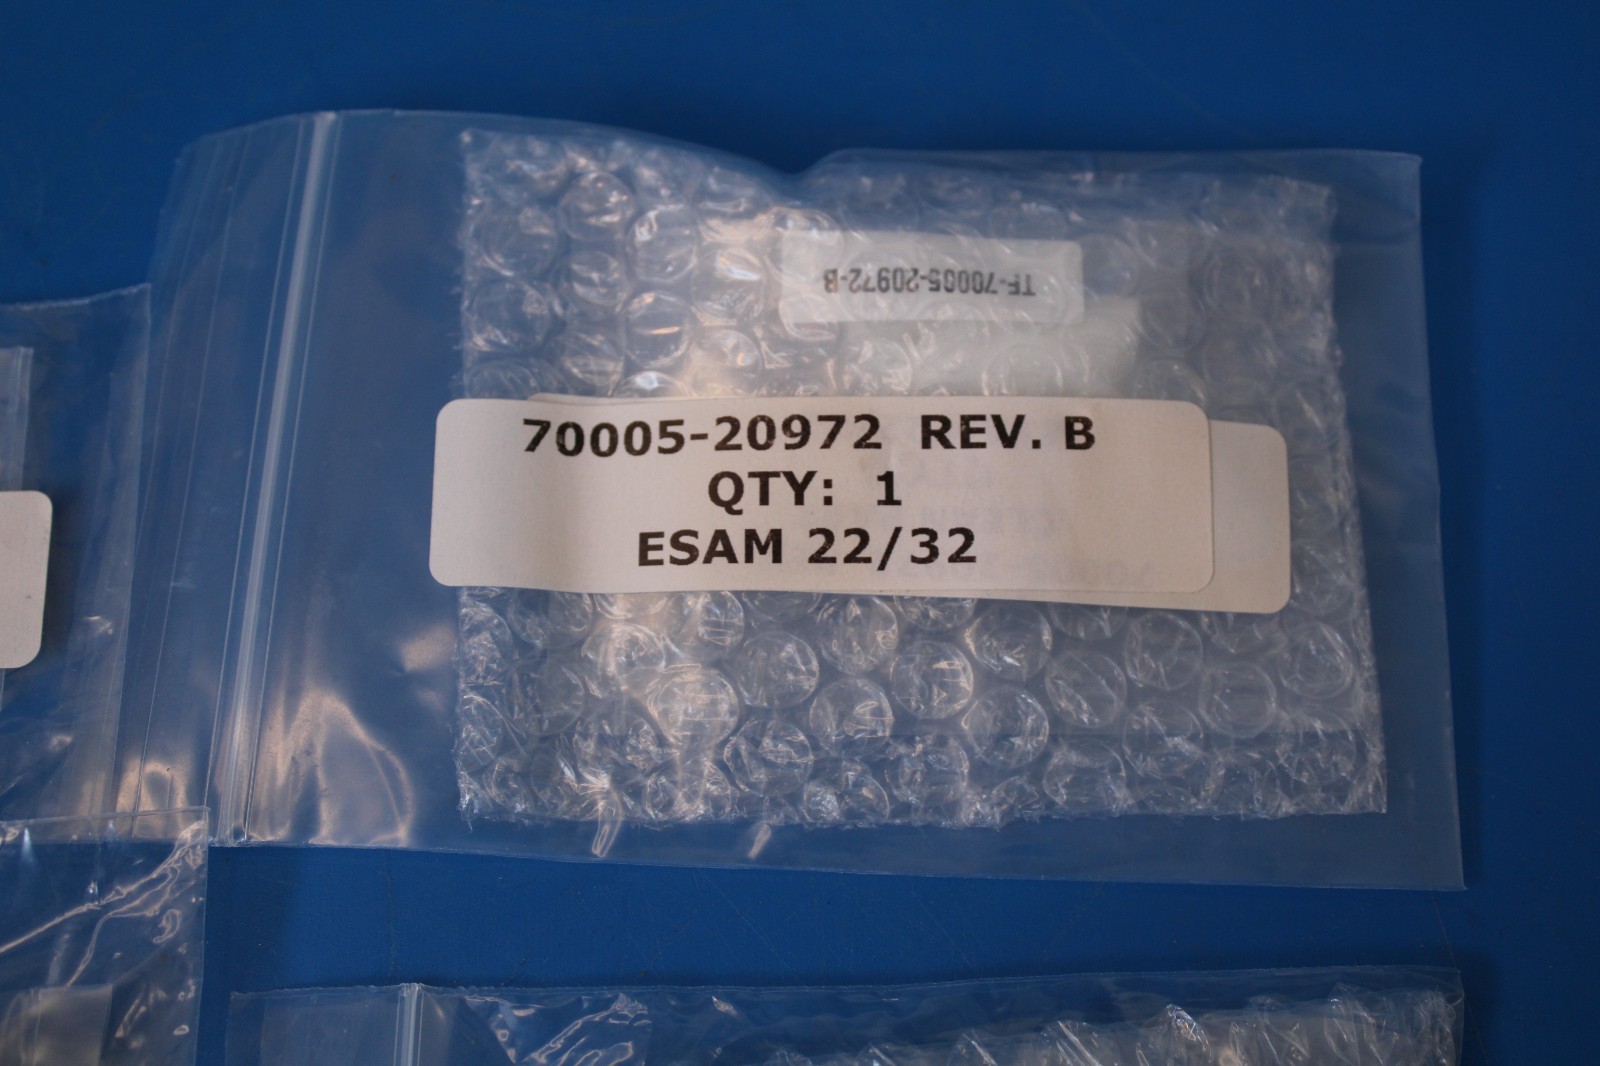 TF-70005-20972-B
70005-20972 REV. B
QTY: 1
ESAM 22/32